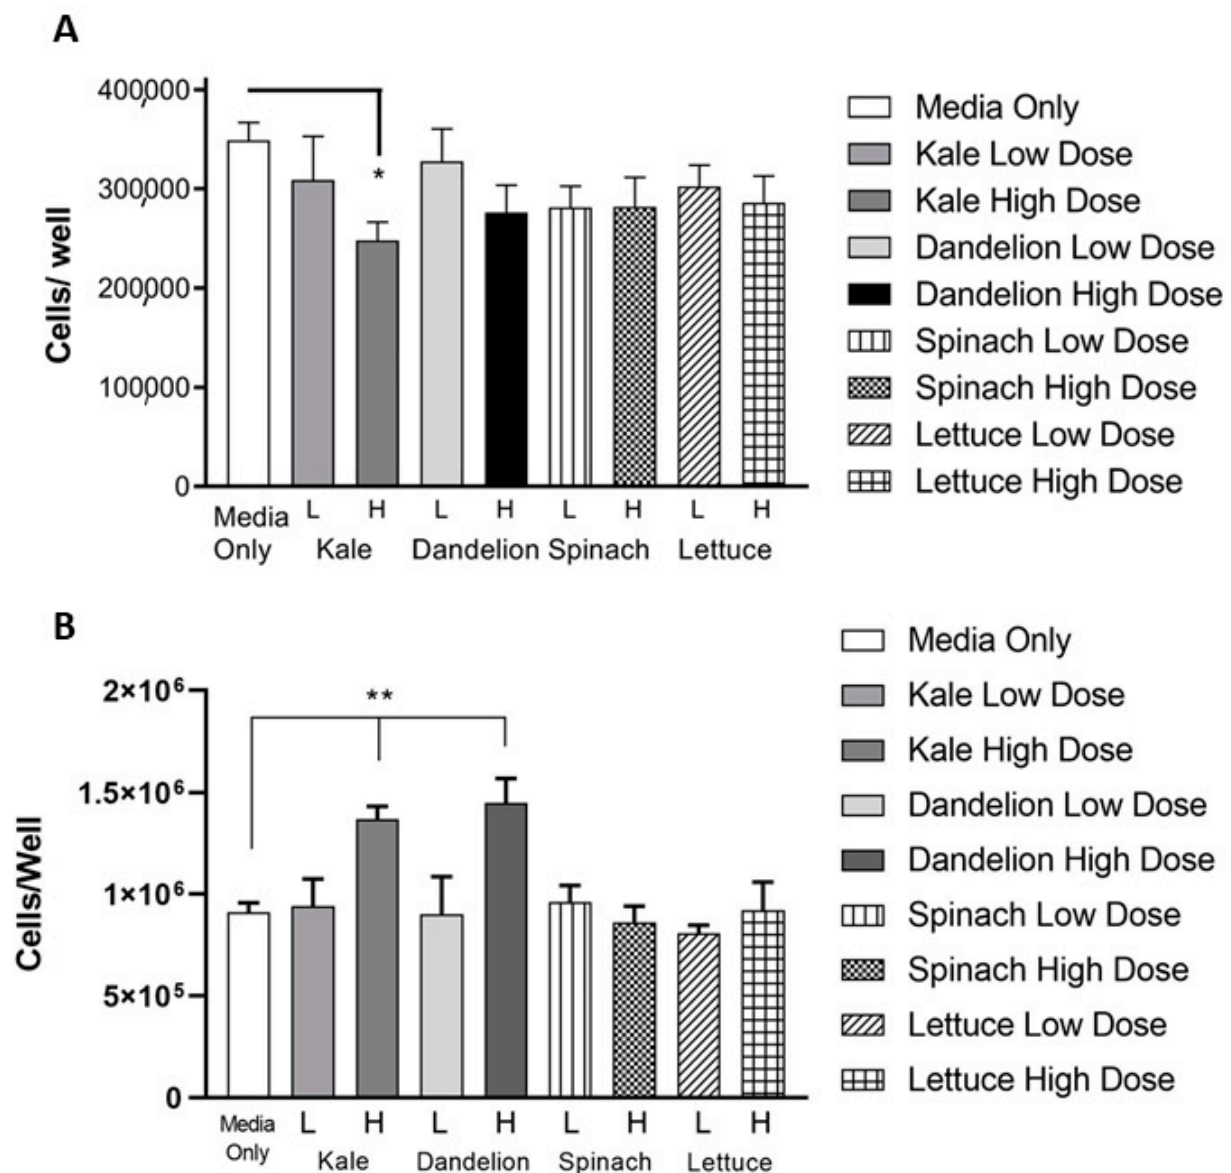 A
400,000
300,000
200,000
100,000
0
Cells/ well
*
Media Only
L H L H L H L H
Kale Dandelion Spinach Lettuce
Media Only
Kale Low Dose
Kale High Dose
Dandelion Low Dose
Dandelion High Dose
Spinach Low Dose
Spinach High Dose
Lettuce Low Dose
Lettuce High Dose
B
2×10⁶
1.5×10⁶
1×10⁶
5×10⁵
0
Cells/Well
**
Media
Only
L H L H L H L H
Kale Dandelion Spinach Lettuce
Media Only
Kale Low Dose
Kale High Dose
Dandelion Low Dose
Dandelion High Dose
Spinach Low Dose
Spinach High Dose
Lettuce Low Dose
Lettuce High Dose